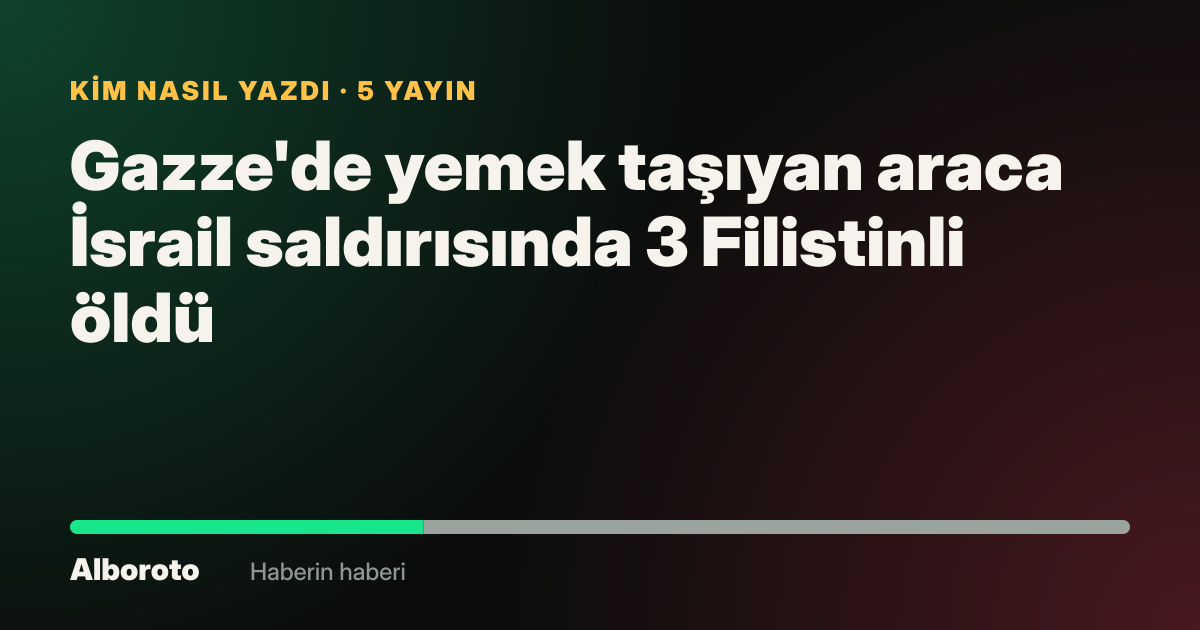 KİM NASIL YAZDI · 5 YAYIN
Gazze'de yemek taşıyan araca
İsrail saldırısında 3 Filistinli
öldü
Alboroto
Haberin haberi